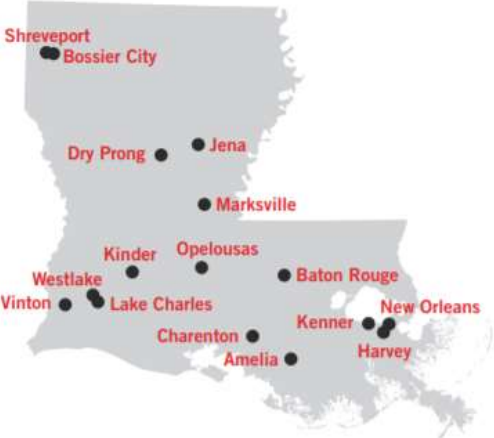 Shreveport
Bossier City
Jena
Dry Prong
Marksville
Opelousas
Kinder
Baton Rouge
Westlake
Vinton
Lake Charles
New Orleans
Kenner
Charenton
Harvey
Amelia